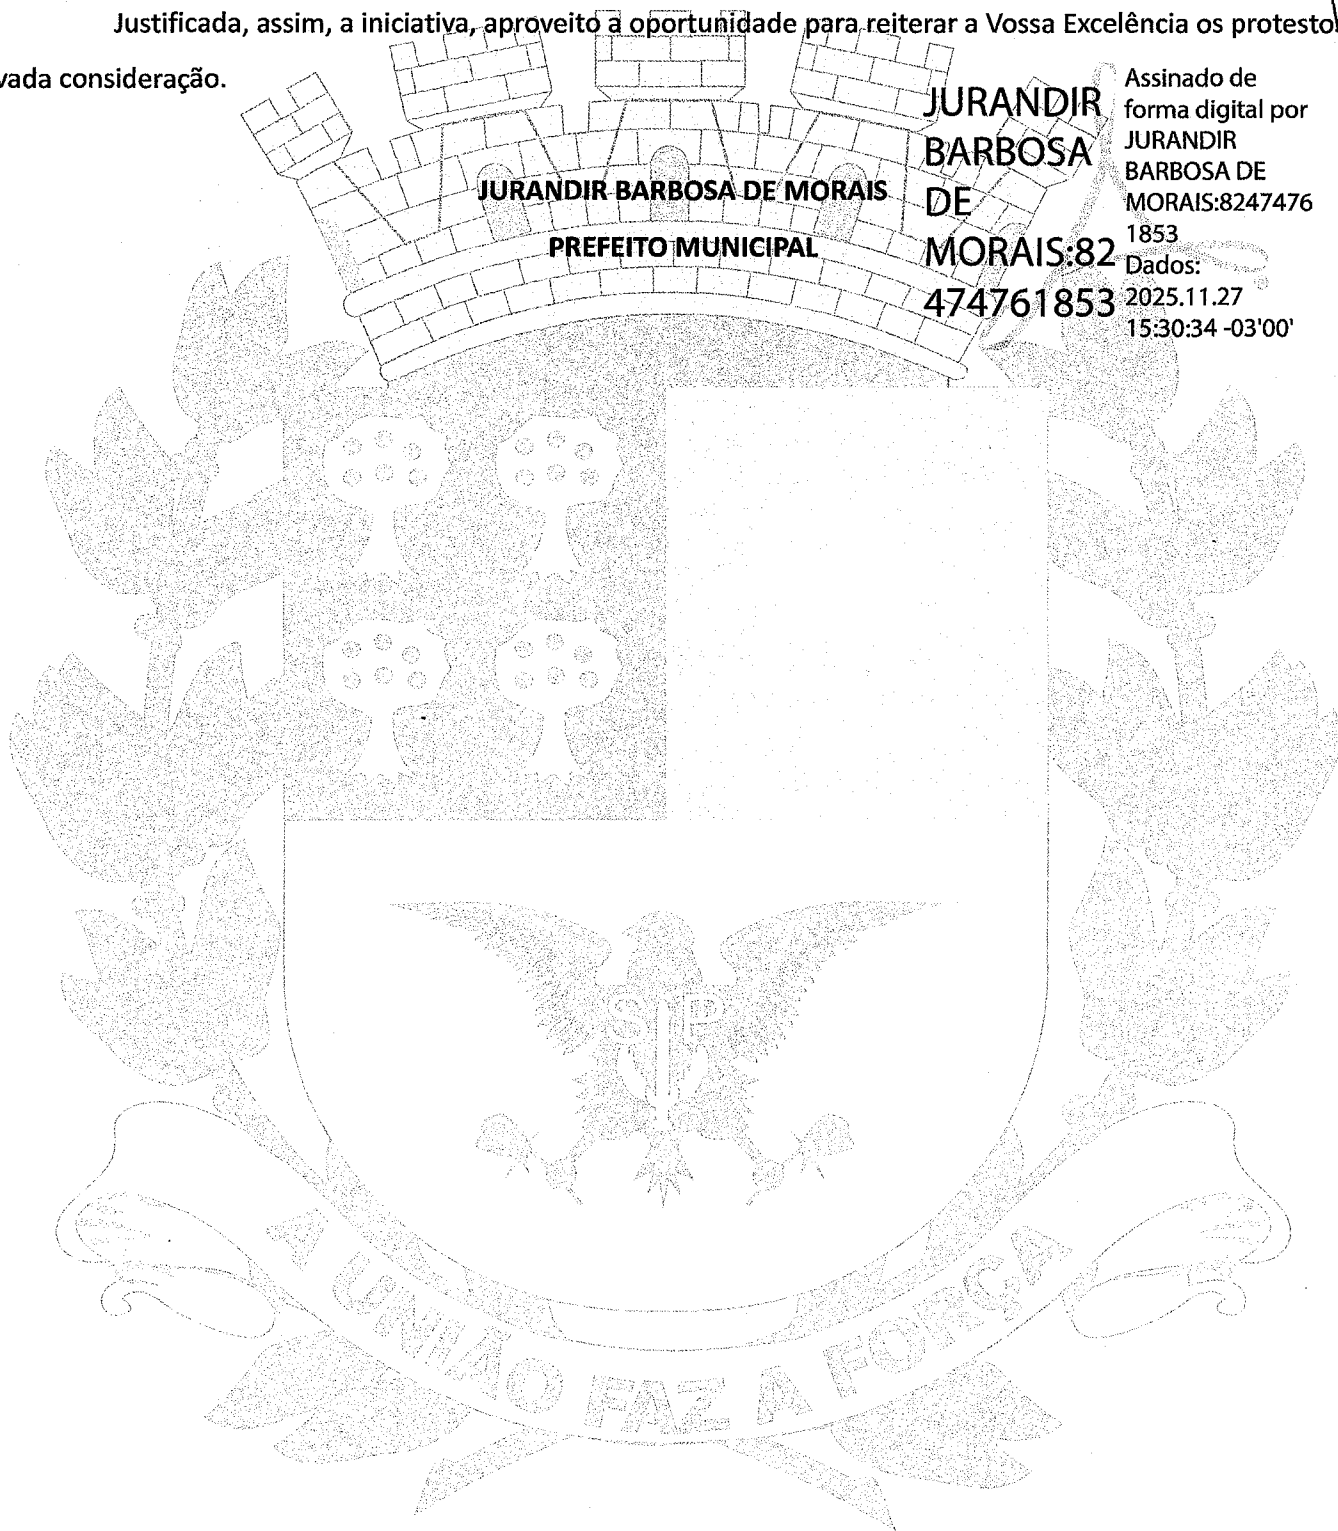 Justificada, assim, a iniciativa, aproveito a oportunidade para reiterar a Vossa Excelência os protesto
vada consideração.
JURANDIR BARBOSA DE MORAIS
PREFEITO MUNICIPAL
JURANDIR
BARBOSA
DE
MORAIS:82
474761853
Assinado de
forma digital por
JURANDIR
BARBOSA DE
MORAIS:8247476
1853
Dados:
2025.11.27
15:30:34 -03'00'
SJP
A UNIÃO FAZ A FORÇA